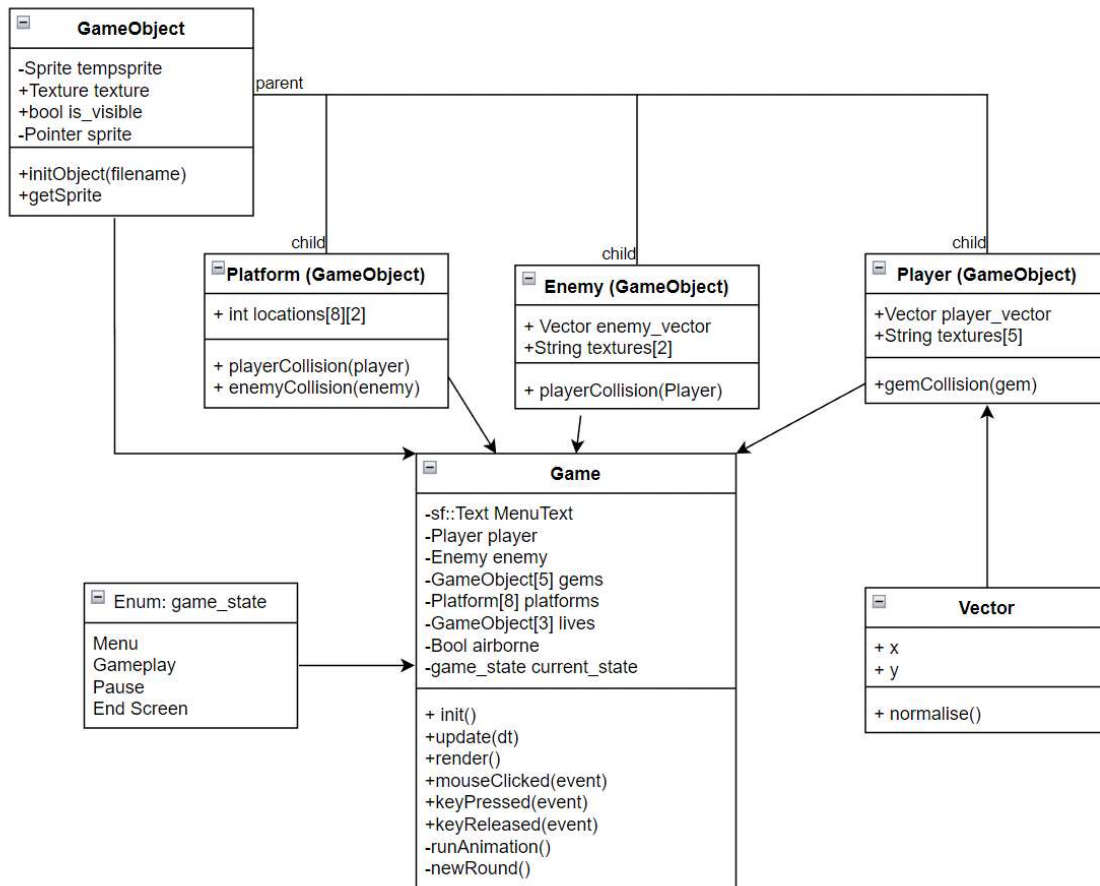 GameObject
-Sprite tempsprite
+Texture texture
+bool is_visible
-Pointer sprite
+initObject(filename)
+getSprite
parent
child
child
child
Platform (GameObject)
+ int locations[8][2]
+ playerCollision(player)
+ enemyCollision(enemy)
Enemy (GameObject)
+ Vector enemy_vector
+String textures[2]
+ playerCollision(Player)
Player (GameObject)
+Vector player_vector
+String textures[5]
+gemCollision(gem)
Game
-sf::Text MenuText
-Player player
-Enemy enemy
-GameObject[5] gems
-Platform[8] platforms
-GameObject[3] lives
-Bool airborne
-game_state current_state
+ init()
+update(dt)
+render()
+mouseClicked(event)
+keyPressed(event)
+keyReleased(event)
-runAnimation()
-newRound()
Enum: game_state
Menu
Gameplay
Pause
End Screen
Vector
+ x
+ y
+ normalise()